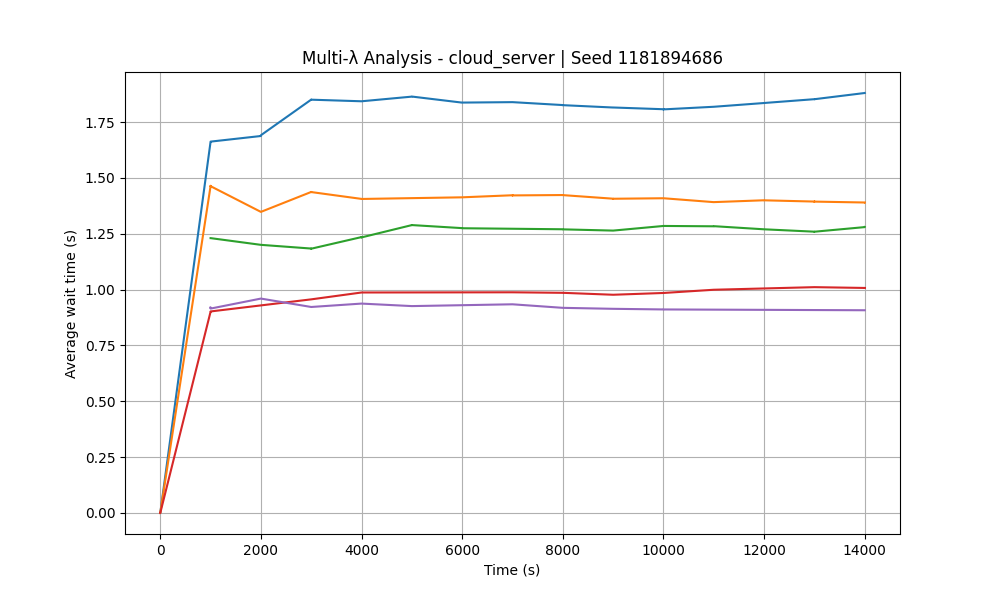 Multi-λ Analysis - cloud_server | Seed 1181894686
1.75
1.50
1.25
1.00
0.75
0.50
0.25
0.00
Average wait time (s)
0 2000 4000 6000 8000 10000 12000 14000
Time (s)